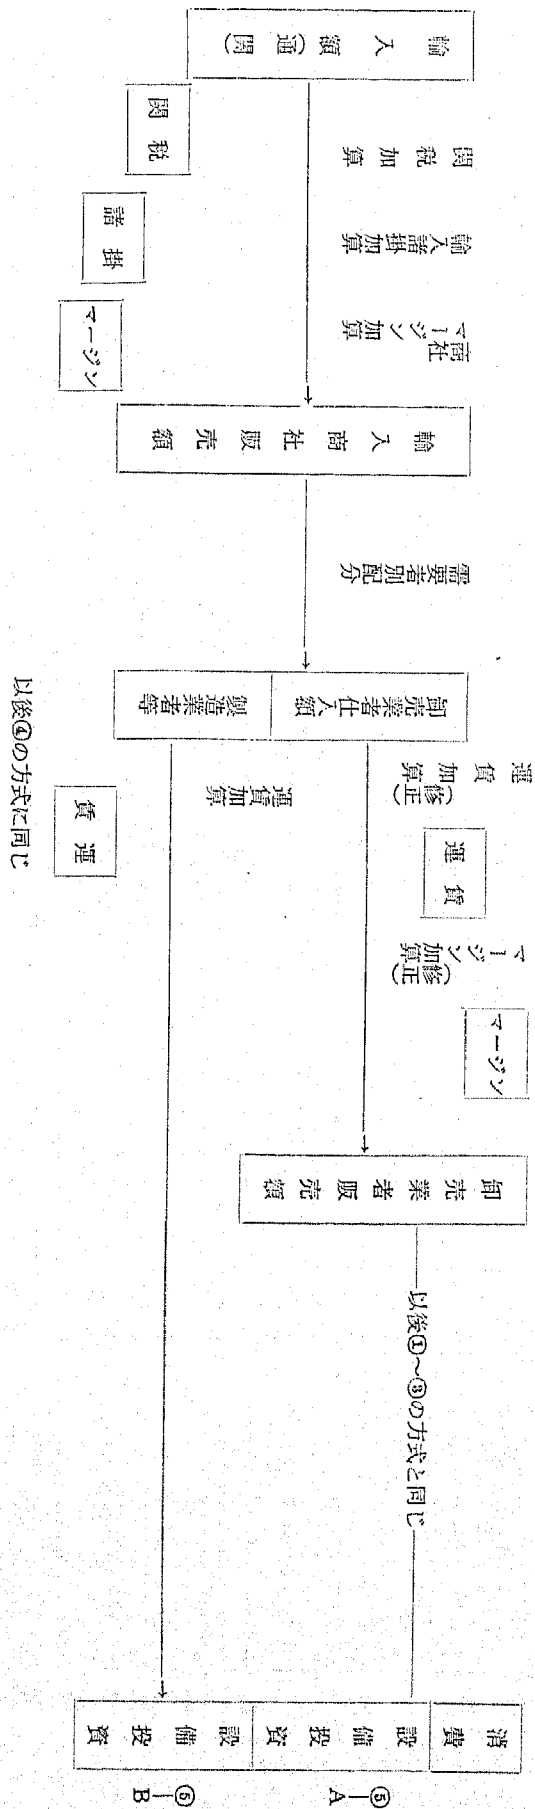 輸入額(通関)
関税加算
輸入諸掛加算
商社マージン加算
関税
諸掛
マージン
輸入商社販売額
需要者別配分
卸売業者仕入額
製造業者等
運賃加算(修正)
運賃
マージン加算(修正)
マージン
運賃加算
運賃
以後④の方式に同じ
卸売業者販売額
以後①~③の方式と同じ
消費
設備投資
設備投資
⑤―A
⑤―B